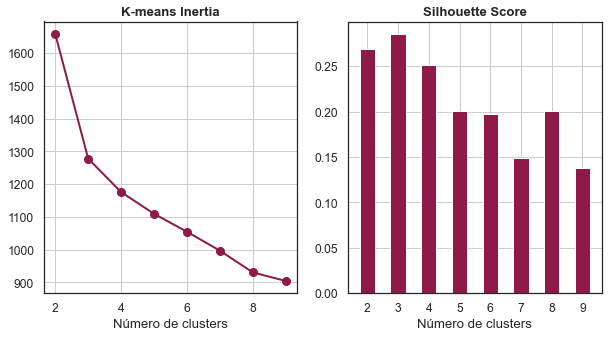 K-means Inertia
1600
1500
1400
1300
1200
1100
1000
900
2 4 6 8
Número de clusters
Silhouette Score
0.25
0.20
0.15
0.10
0.05
0.00
2 3 4 5 6 7 8 9
Número de clusters